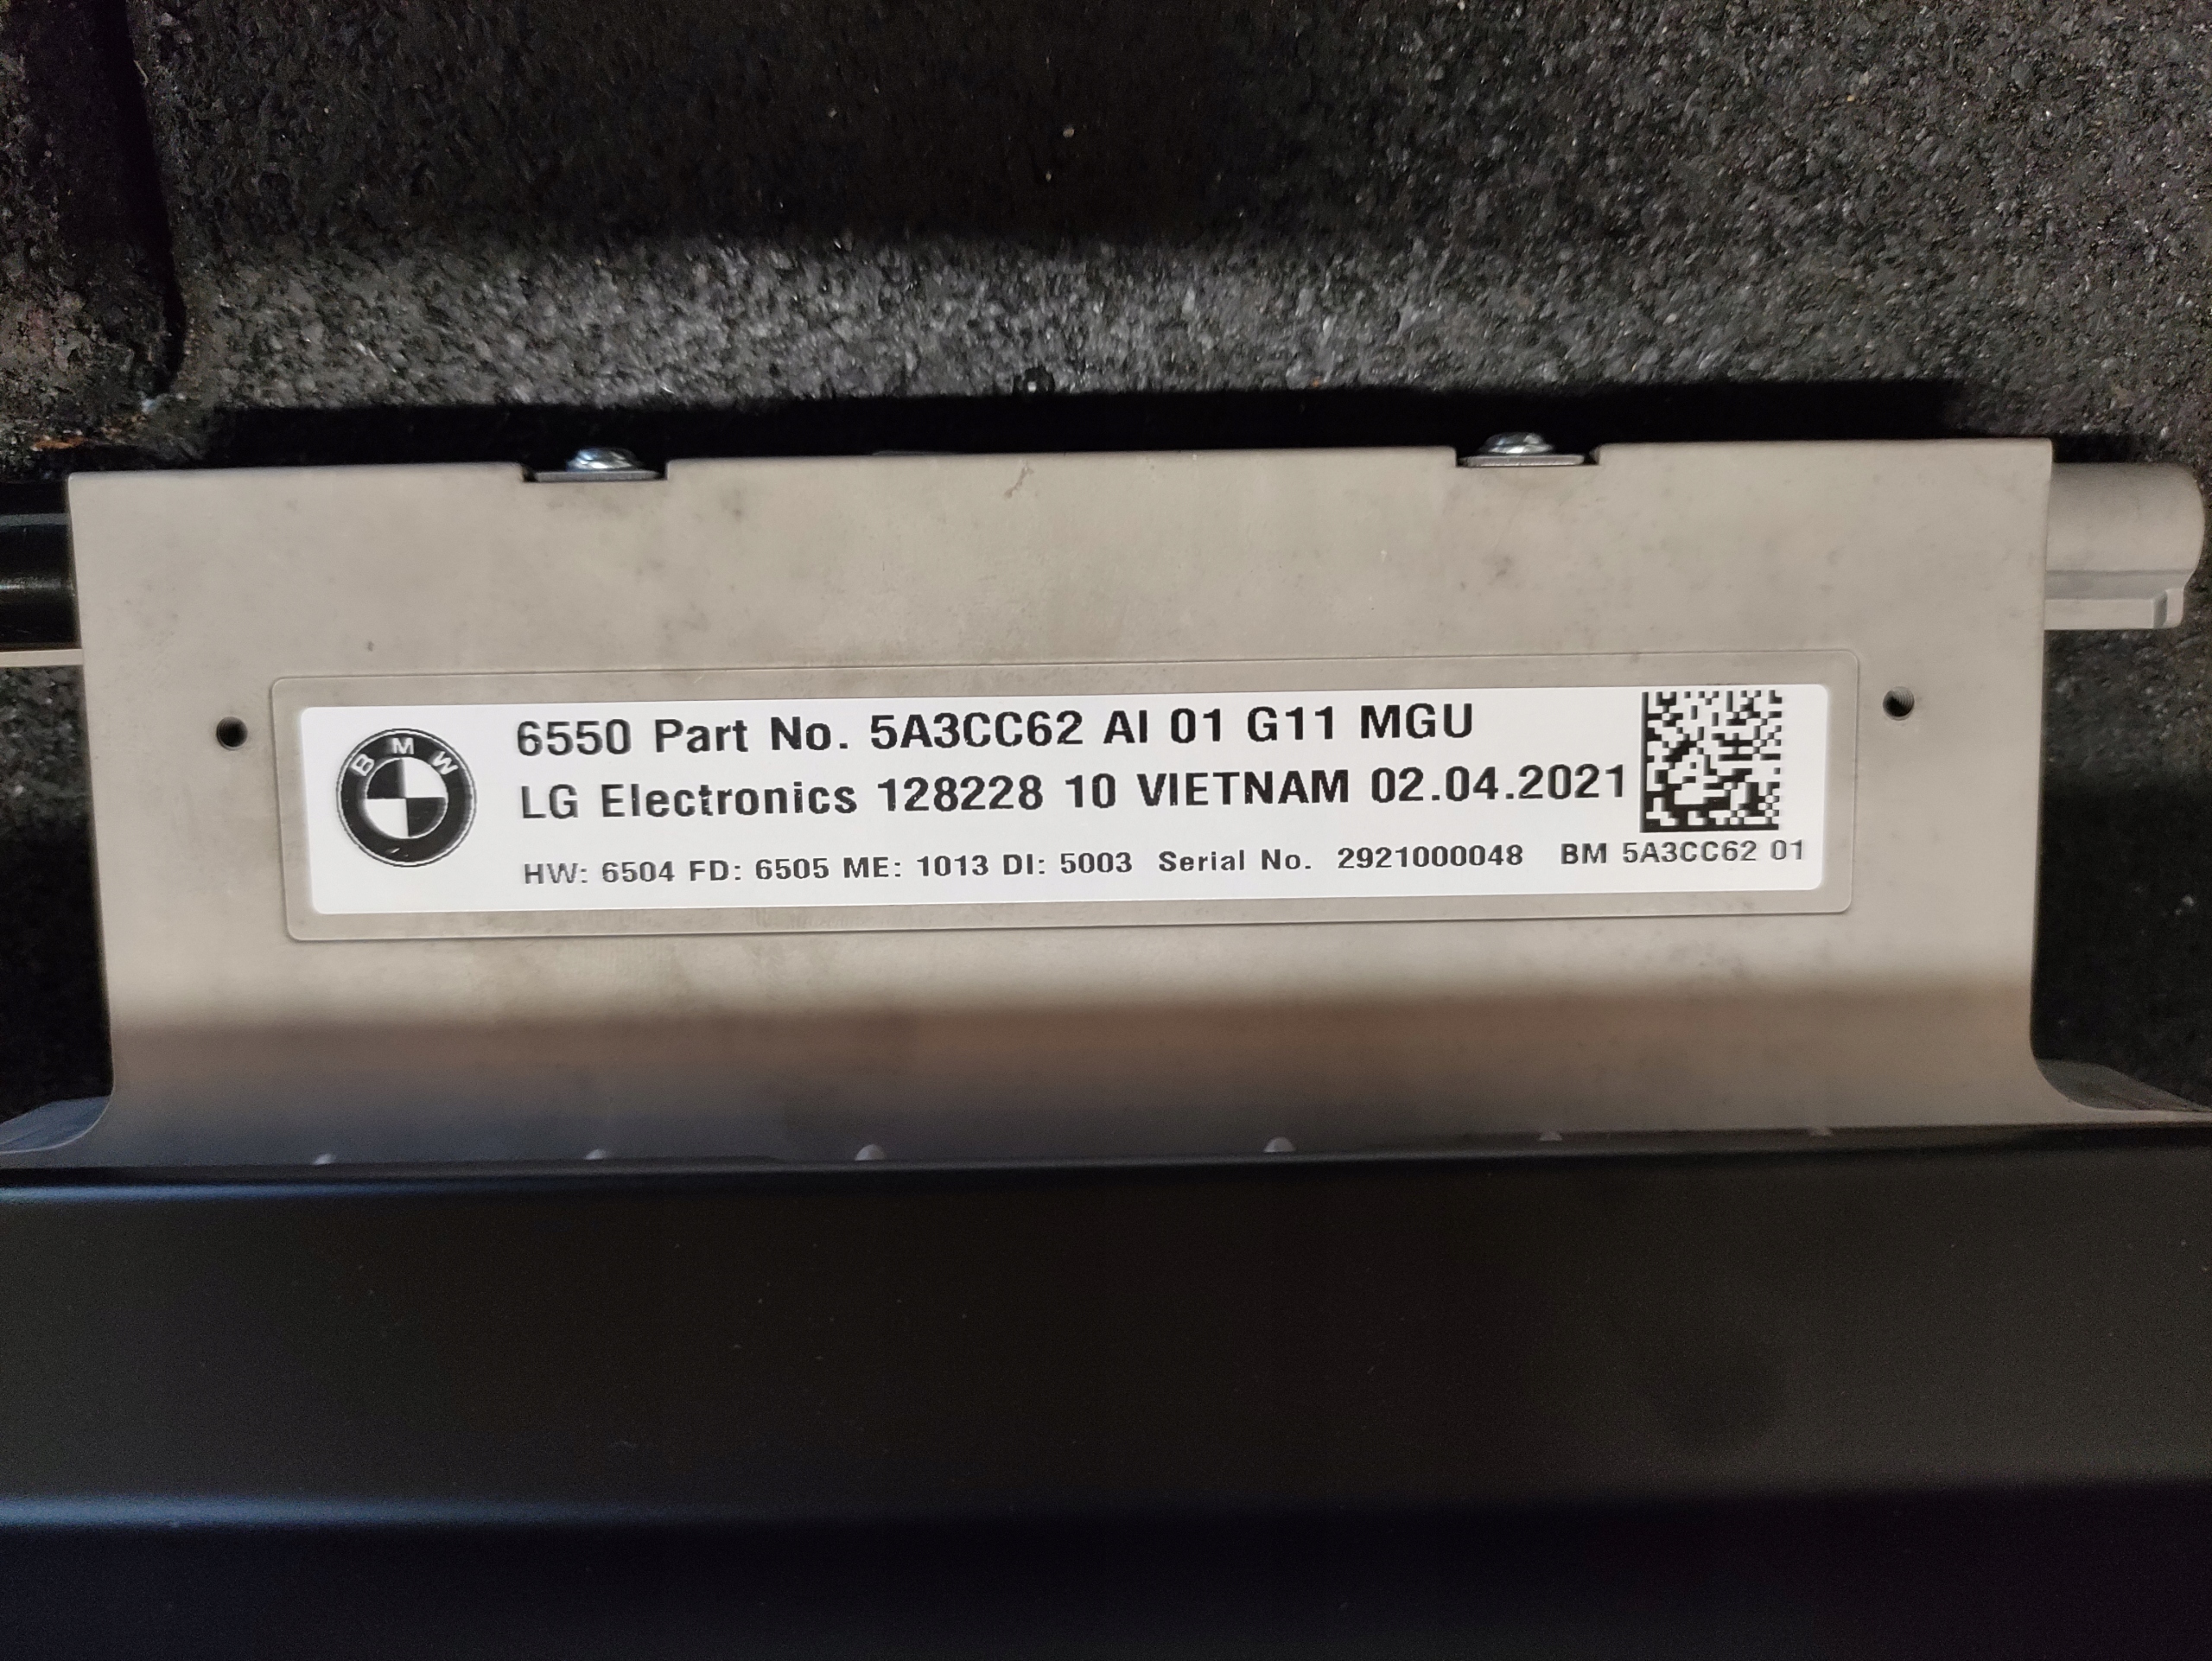 BMW
6550 Part No. 5A3CC62 AI 01 G11 MGU
LG Electronics 128228 10 VIETNAM 02.04.2021
HW: 6504 FD: 6505 ME: 1013 DI: 5003 Serial No. 2921000048 BM 5A3CC62 01